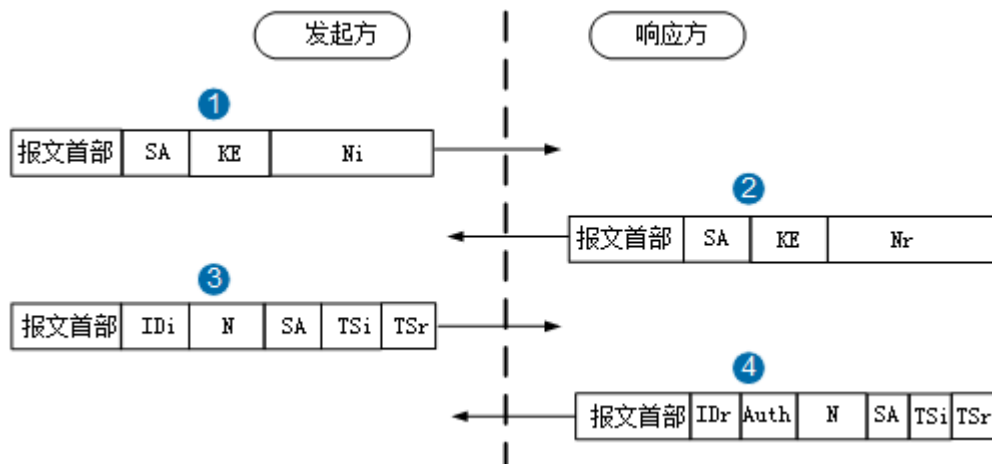 发起方 响应方
1
报文首部 SA KE Ni
2
报文首部 SA KE Nr
3
报文首部 IDi N SA TSi TSr
4
报文首部 IDr Auth N SA TSi TSr